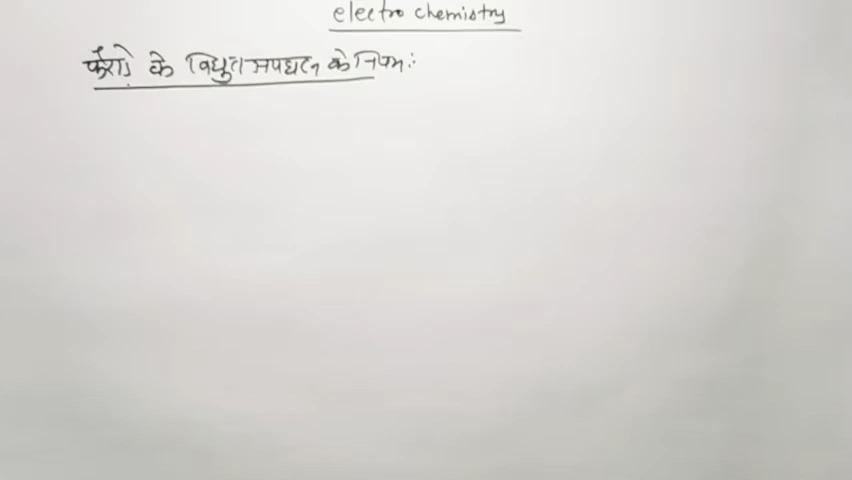 electro chemistry
फैराडे के विधुत अपघटन के नियम :